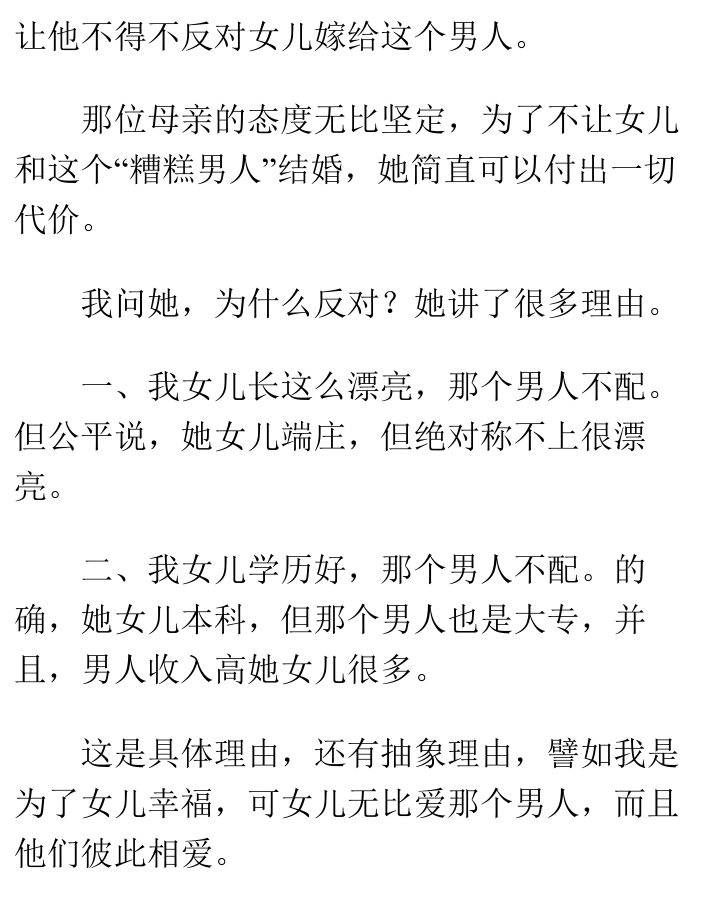 让他不得不反对女儿嫁给这个男人。
那位母亲的态度无比坚定，为了不让女儿
和这个“糟糕男人”结婚，她简直可以付出一切
代价。
我问她，为什么反对？她讲了很多理由。
一、我女儿长这么漂亮，那个男人不配。
但公平说，她女儿端庄，但绝对称不上很漂
亮。
二、我女儿学历好，那个男人不配。的
确，她女儿本科，但那个男人也是大专，并
且，男人收入高她女儿很多。
这是具体理由，还有抽象理由，譬如我是
为了女儿幸福，可女儿无比爱那个男人，而且
他们彼此相爱。